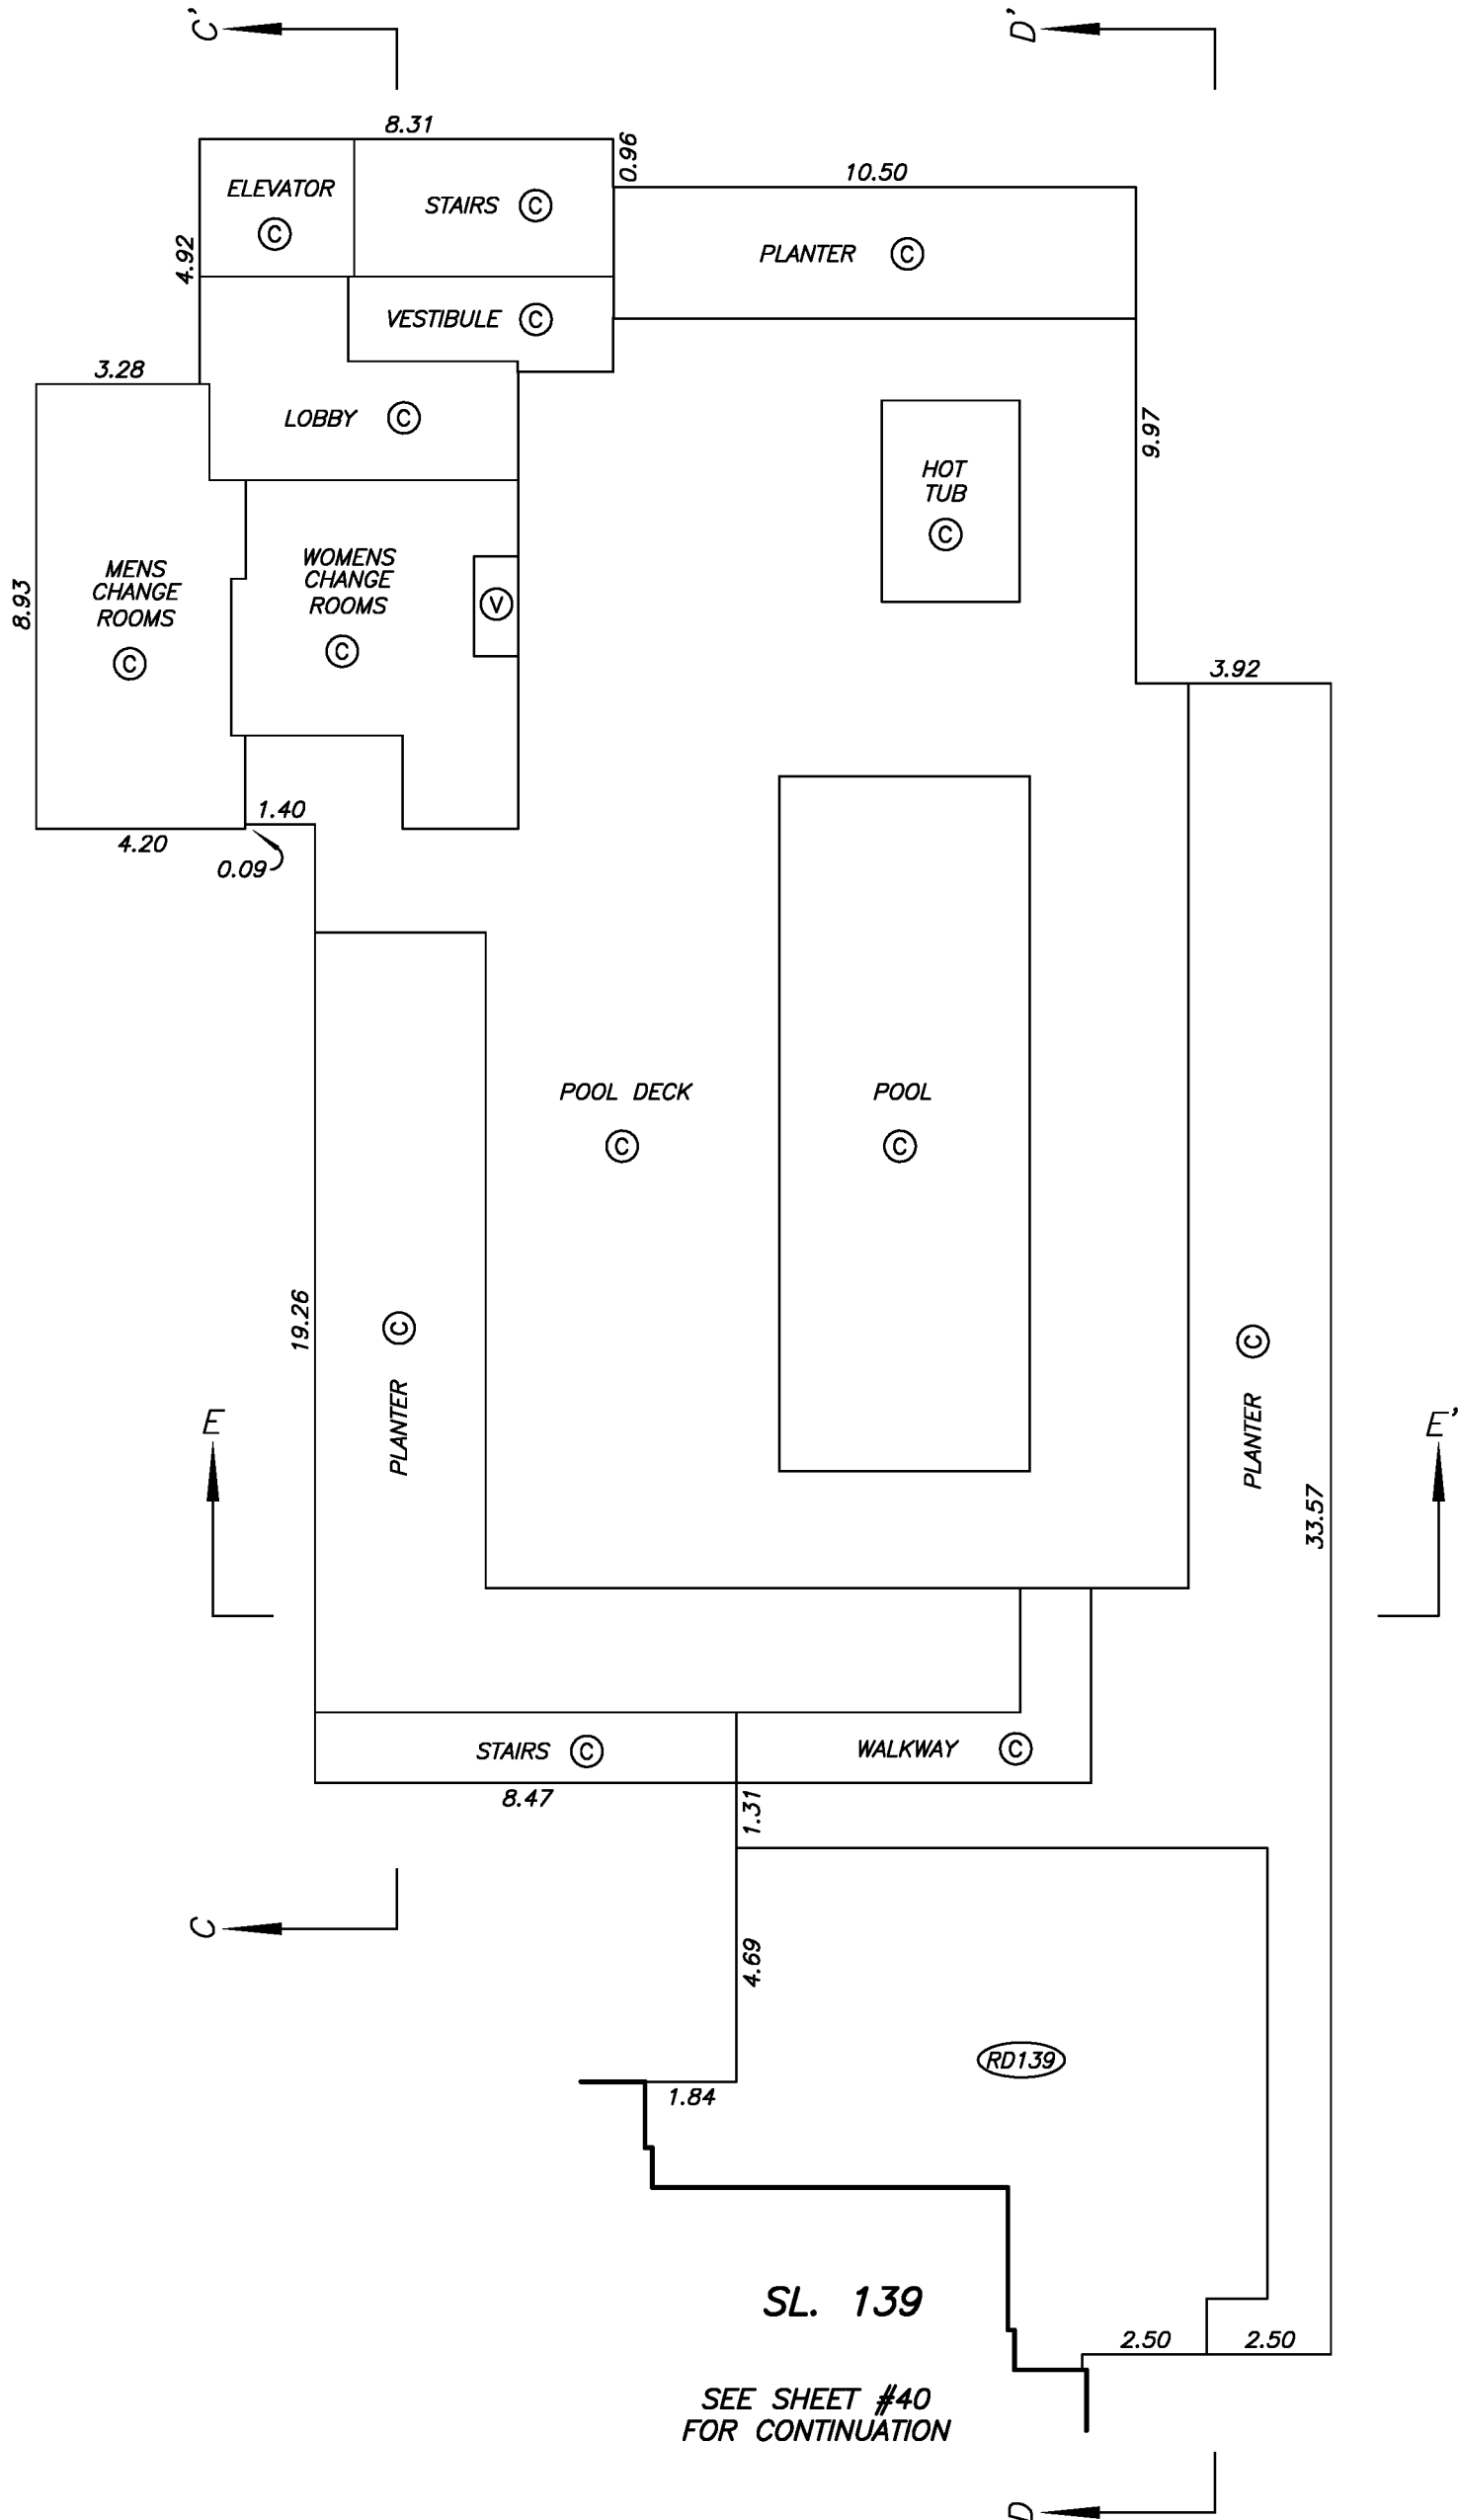 C'
D'
8.31
0.96
10.50
ELEVATOR
C
STAIRS C
4.92
PLANTER C
VESTIBULE C
3.28
LOBBY C
9.97
HOT
TUB
C
MENS
CHANGE
ROOMS
C
WOMENS
CHANGE
ROOMS
C
V
8.93
3.92
1.40
4.20
0.09
POOL DECK
C
POOL
C
19.26
PLANTER C
PLANTER C
E
E'
33.57
STAIRS C
WALKWAY C
8.47
1.31
C
4.69
RD139
1.84
SL. 139
2.50
2.50
SEE SHEET #40
FOR CONTINUATION
D